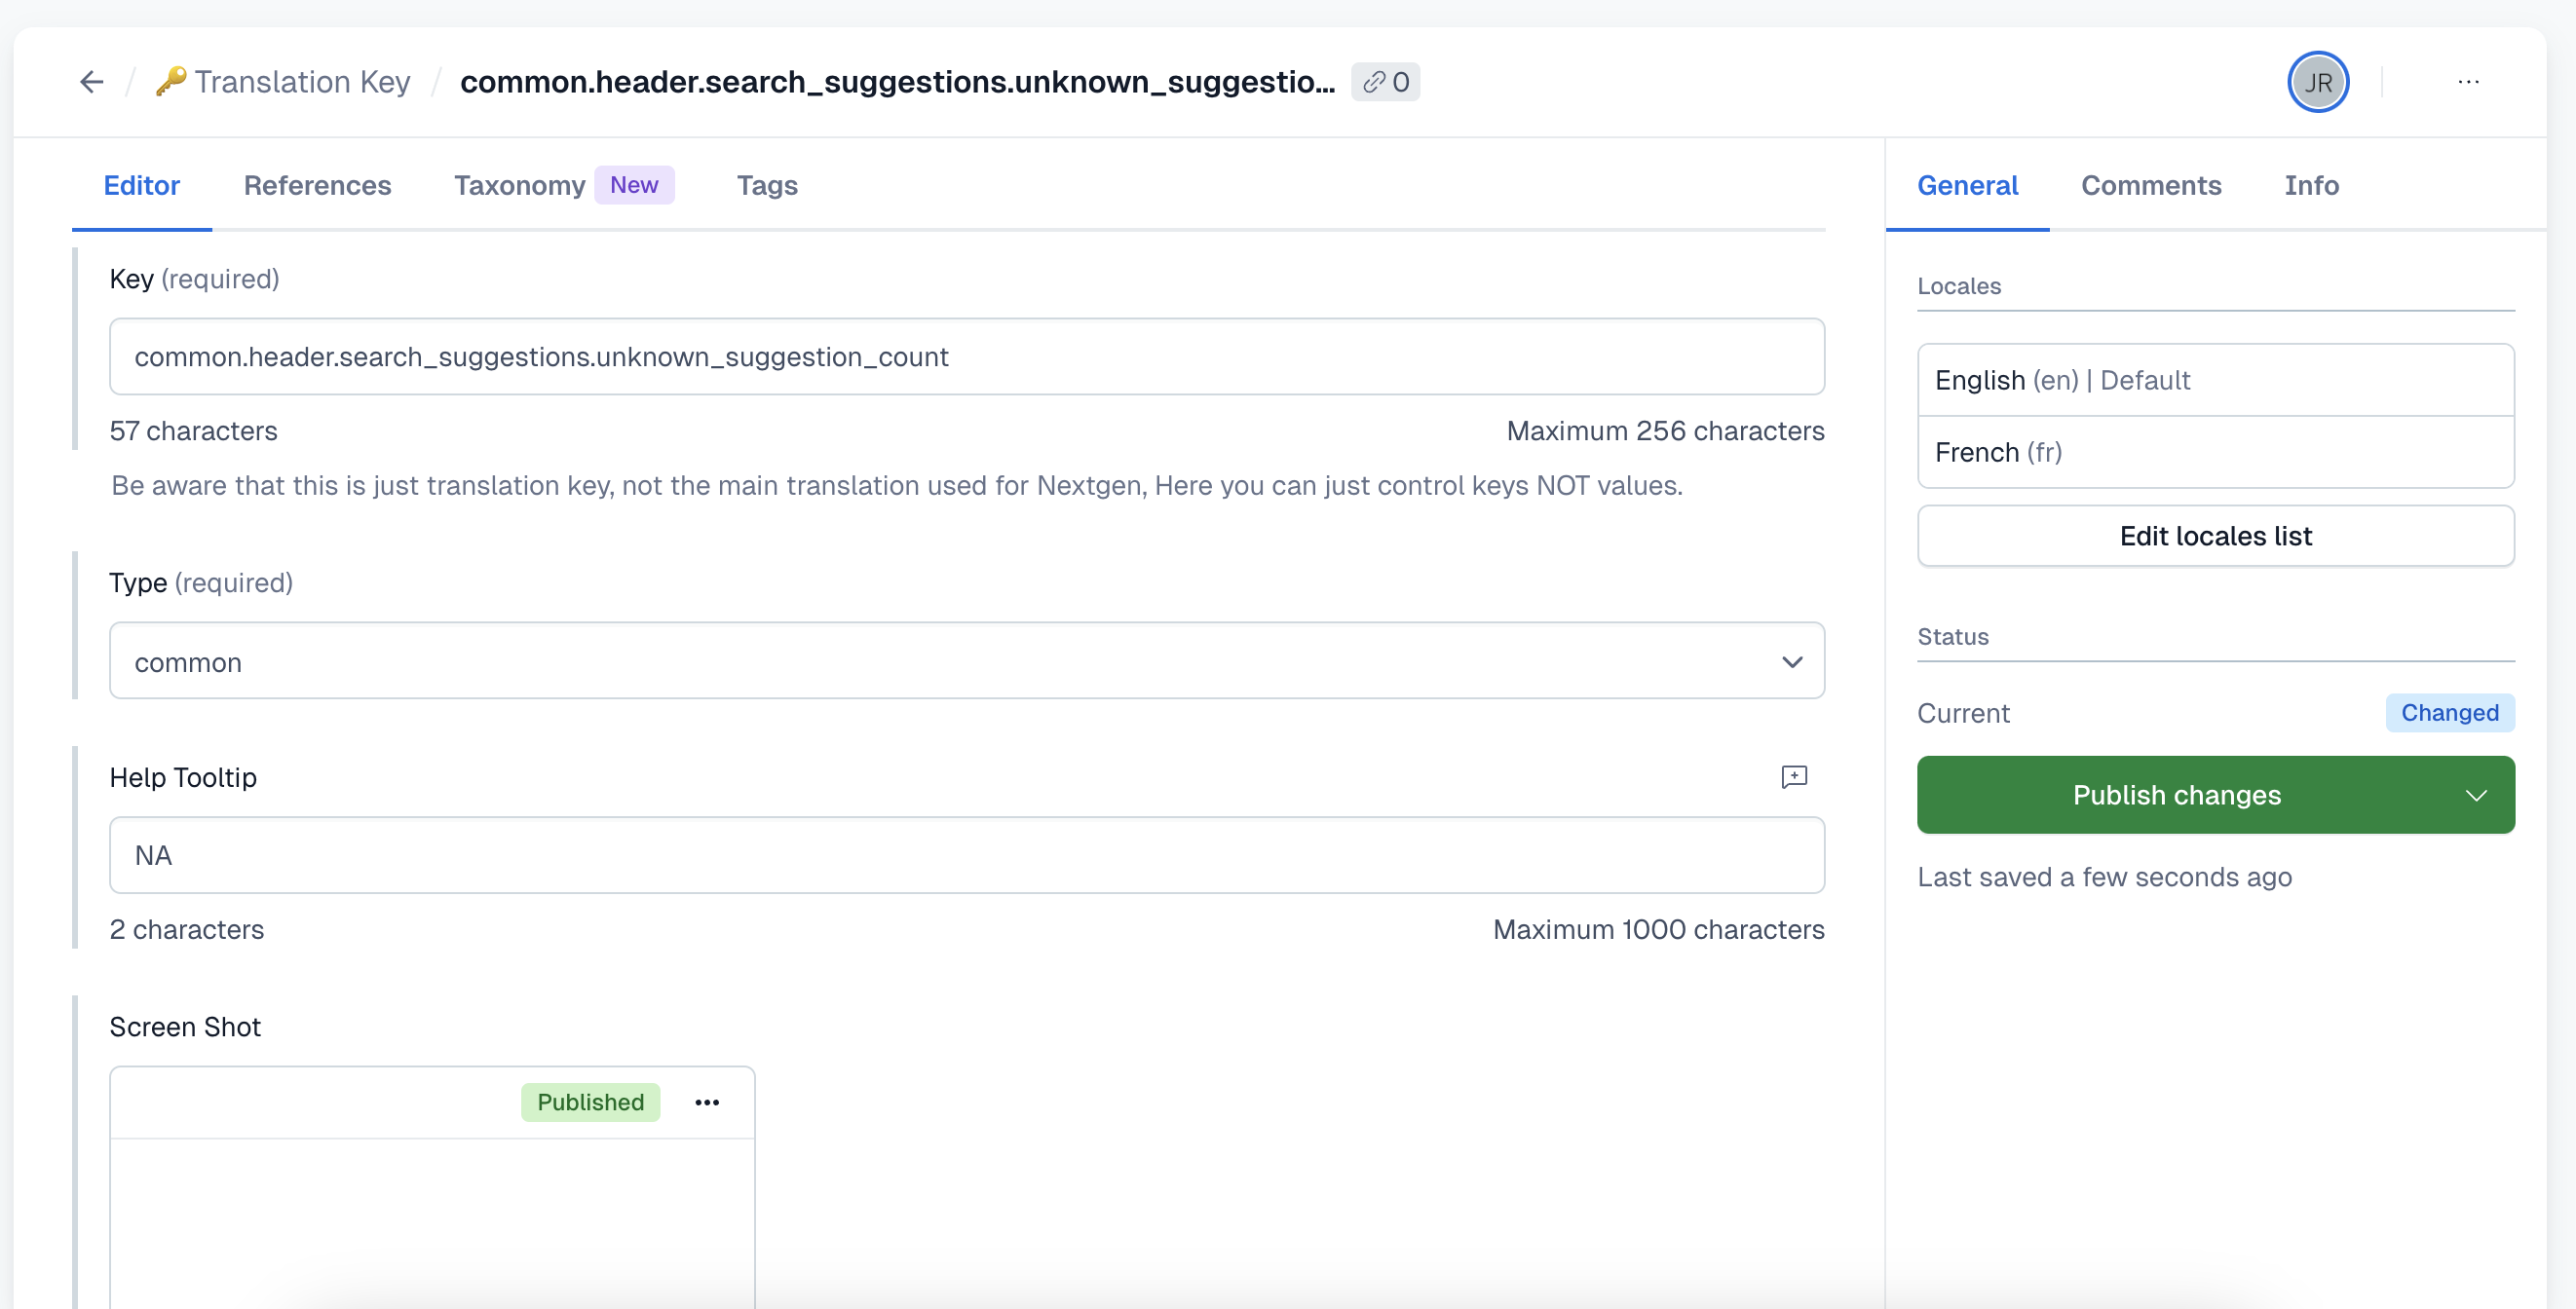 Translation Key / common.header.search_suggestions.unknown_suggestio... 0
JR
Editor References Taxonomy New Tags
Key (required)
common.header.search_suggestions.unknown_suggestion_count
57 characters Maximum 256 characters
Be aware that this is just translation key, not the main translation used for Nextgen, Here you can just control keys NOT values.
Type (required)
common
Help Tooltip
NA
2 characters Maximum 1000 characters
Screen Shot
Published
General Comments Info
Locales
English (en) | Default
French (fr)
Edit locales list
Status
Current Changed
Publish changes
Last saved a few seconds ago